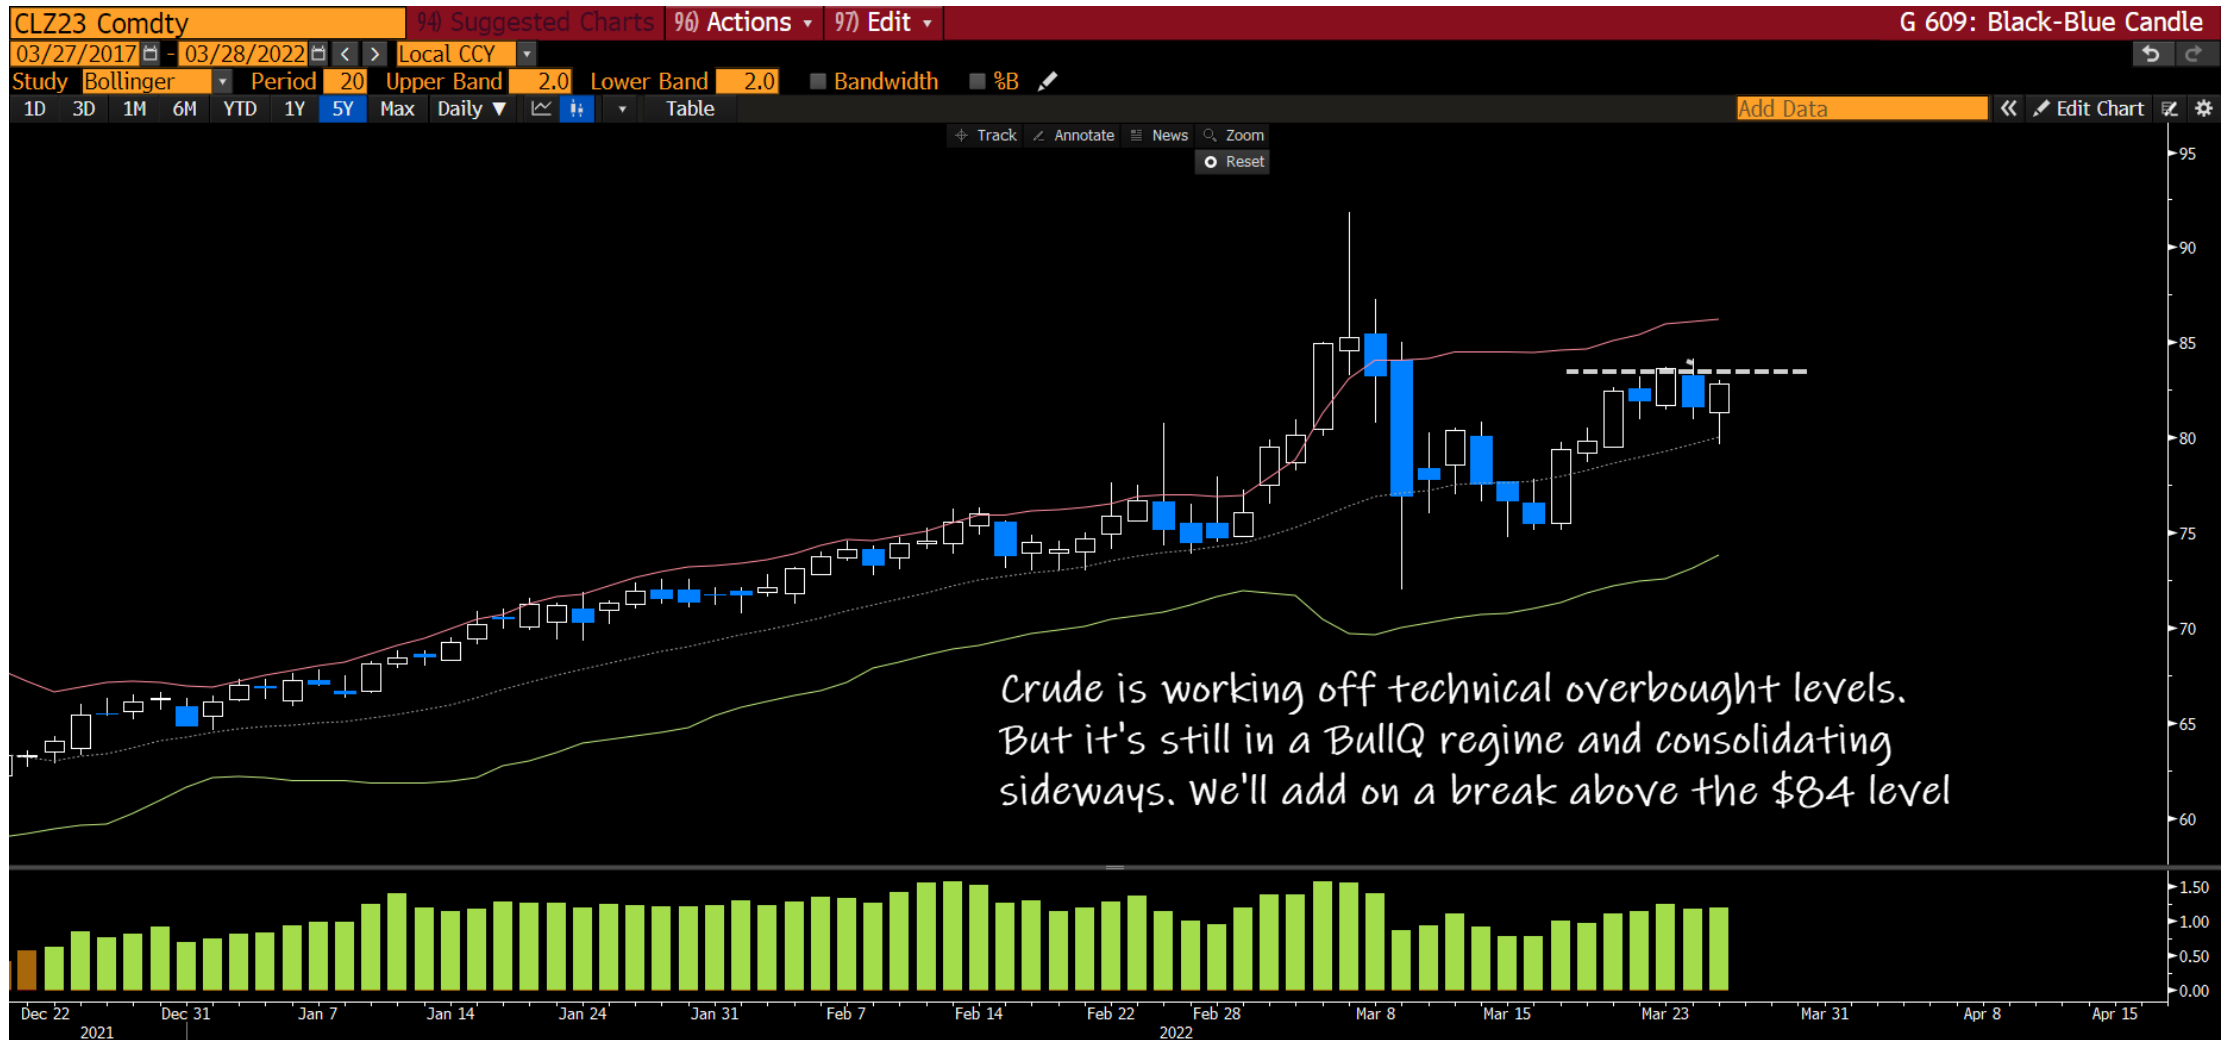 CLZ23 Comdty 94) Suggested Charts 96) Actions 97) Edit G 609: Black-Blue Candle
03/27/2017 - 03/28/2022 < > Local CCY
Study Bollinger Period 20 Upper Band 2.0 Lower Band 2.0 Bandwidth %B
1D 3D 1M 6M YTD 1Y 5Y Max Daily ▼ Table Add Data « Edit Chart
Track Annotate News Zoom
Reset
95
90
85
80
75
70
65
60
Crude is working off technical overbought levels.
But it's still in a BullQ regime and consolidating
sideways. We'll add on a break above the $84 level
1.50
1.00
0.50
0.00
Dec 22 Dec 31 Jan 7 Jan 14 Jan 24 Jan 31 Feb 7 Feb 14 Feb 22 Feb 28 Mar 8 Mar 15 Mar 23 Mar 31 Apr 8 Apr 15
2021 2022